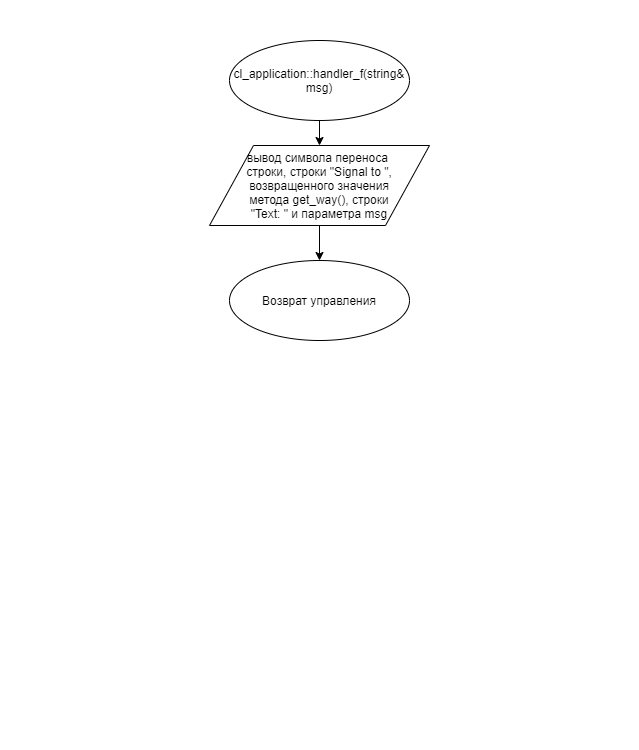 cl_application::handler_f(string&
msg)
вывод символа переноса
строки, строки "Signal to ",
возвращенного значения
метода get_way(), строки
"Text: " и параметра msg
Возврат управления